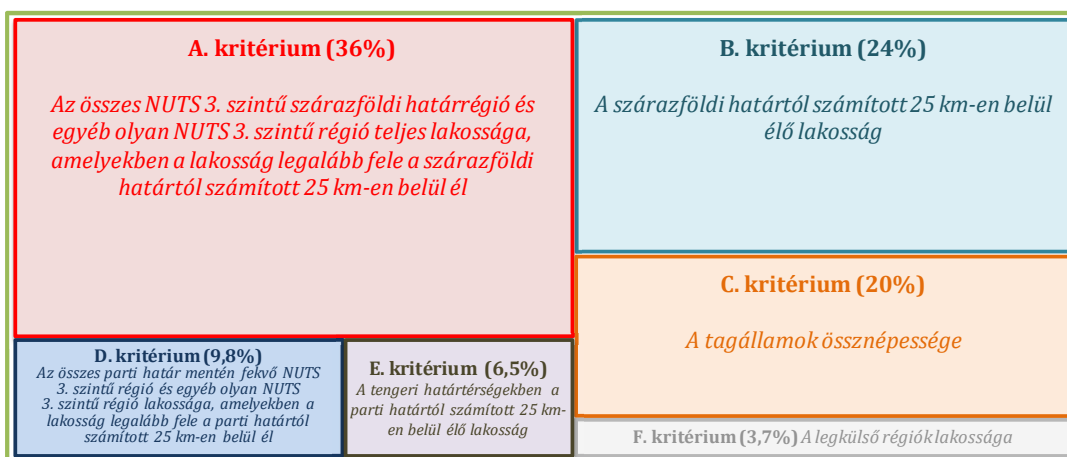 A. kritérium (36%)
Az összes NUTS 3. szintű szárazföldi határrégió és
egyéb olyan NUTS 3. szintű régió teljes lakossága,
amelyekben a lakosság legalább fele a szárazföldi
határtól számított 25 km-en belül él
B. kritérium (24%)
A szárazföldi határtól számított 25 km-en belül
élő lakosság
C. kritérium (20%)
A tagállamok össznépessége
D. kritérium (9,8%)
Az összes parti határ mentén fekvő NUTS
3. szintű régió és egyéb olyan NUTS
3. szintű régió lakossága, amelyekben a
lakosság legalább fele a parti határtól
számított 25 km-en belül él
E. kritérium (6,5%)
A tengeri határtérségekben a
parti határtól számított 25 km-
en belül élő lakosság
F. kritérium (3,7%) A legkülső régiók lakossága